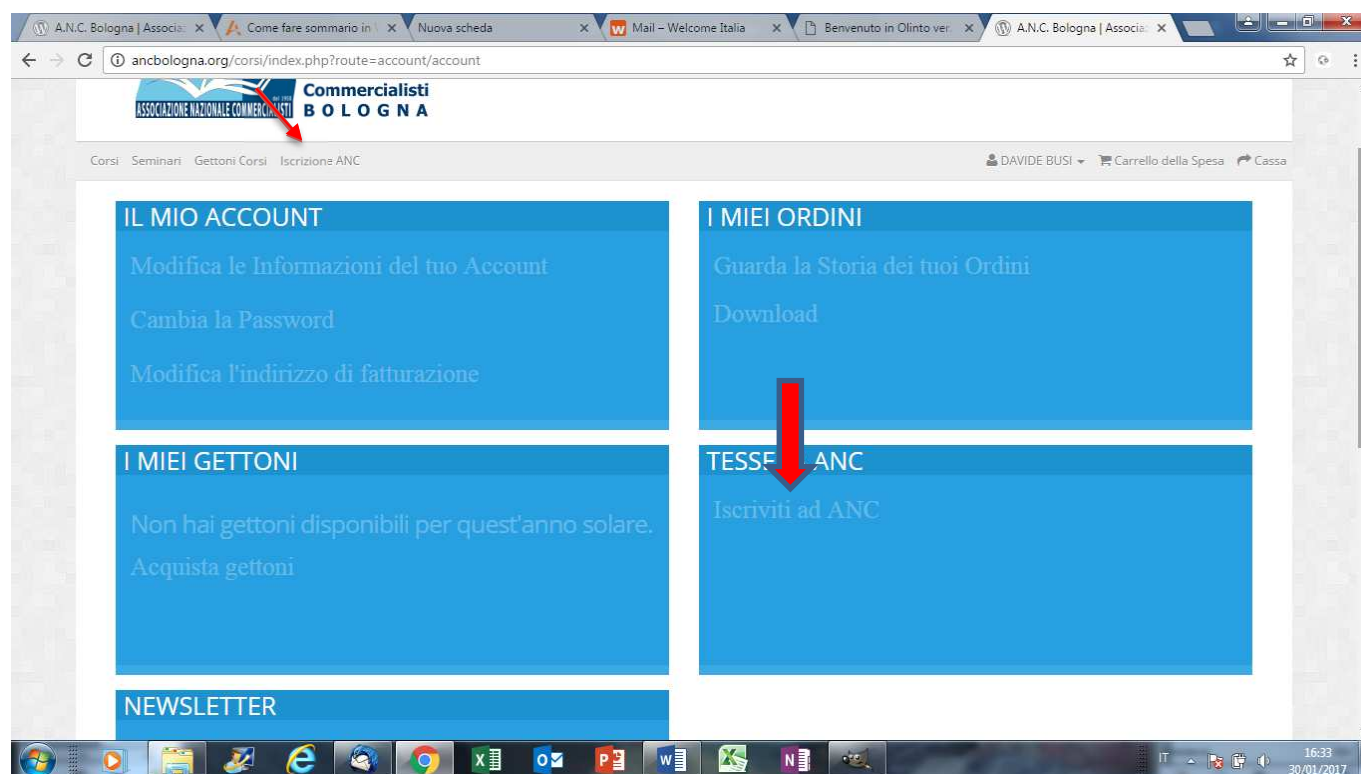 A.N.C. Bologna | Associa
Come fare sommario in
Nuova scheda
Mail – Welcome Italia
Benvenuto in Olinto ver
A.N.C. Bologna | Associa
ancbologna.org/corsi/index.php?route=account/account
ASSOCIAZIONE NAZIONALE COMMERCIALISTI
Commercialisti
BOLOGNA
Corsi Seminari Gettoni Corsi Iscrizione ANC
DAVIDE BUSI Carrello della Spesa Cassa
IL MIO ACCOUNT
Modifica le Informazioni del tuo Account
Cambia la Password
Modifica l'indirizzo di fatturazione
I MIEI ORDINI
Guarda la Storia dei tuoi Ordini
Download
I MIEI GETTONI
Non hai gettoni disponibili per quest'anno solare.
Acquista gettoni
TESSE ANC
Iscriviti ad ANC
NEWSLETTER
IT
16:33
30/01/2017